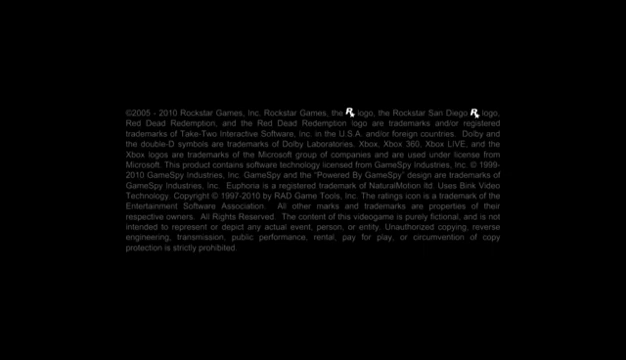 ©2005 - 2010 Rockstar Games, Inc. Rockstar Games, the R* logo, the Rockstar San Diego R* logo,
Red Dead Redemption, and the Red Dead Redemption logo are trademarks and/or registered
trademarks of Take-Two Interactive Software, Inc. in the U.S.A. and/or foreign countries. Dolby and
the double-D symbols are trademarks of Dolby Laboratories. Xbox, Xbox 360, Xbox LIVE, and the
Xbox logos are trademarks of the Microsoft group of companies and are used under license from
Microsoft. This product contains software technology licensed from GameSpy Industries, Inc. © 1999-
2010 GameSpy Industries, Inc. GameSpy and the "Powered By GameSpy" design are trademarks of
GameSpy Industries, Inc. Euphoria is a registered trademark of NaturalMotion ltd. Uses Bink Video
Technology. Copyright © 1997-2010 by RAD Game Tools, Inc. The ratings icon is a trademark of the
Entertainment Software Association. All other marks and trademarks are properties of their
respective owners. All Rights Reserved. The content of this videogame is purely fictional, and is not
intended to represent or depict any actual event, person, or entity. Unauthorized copying, reverse
engineering, transmission, public performance, rental, pay for play, or circumvention of copy
protection is strictly prohibited.